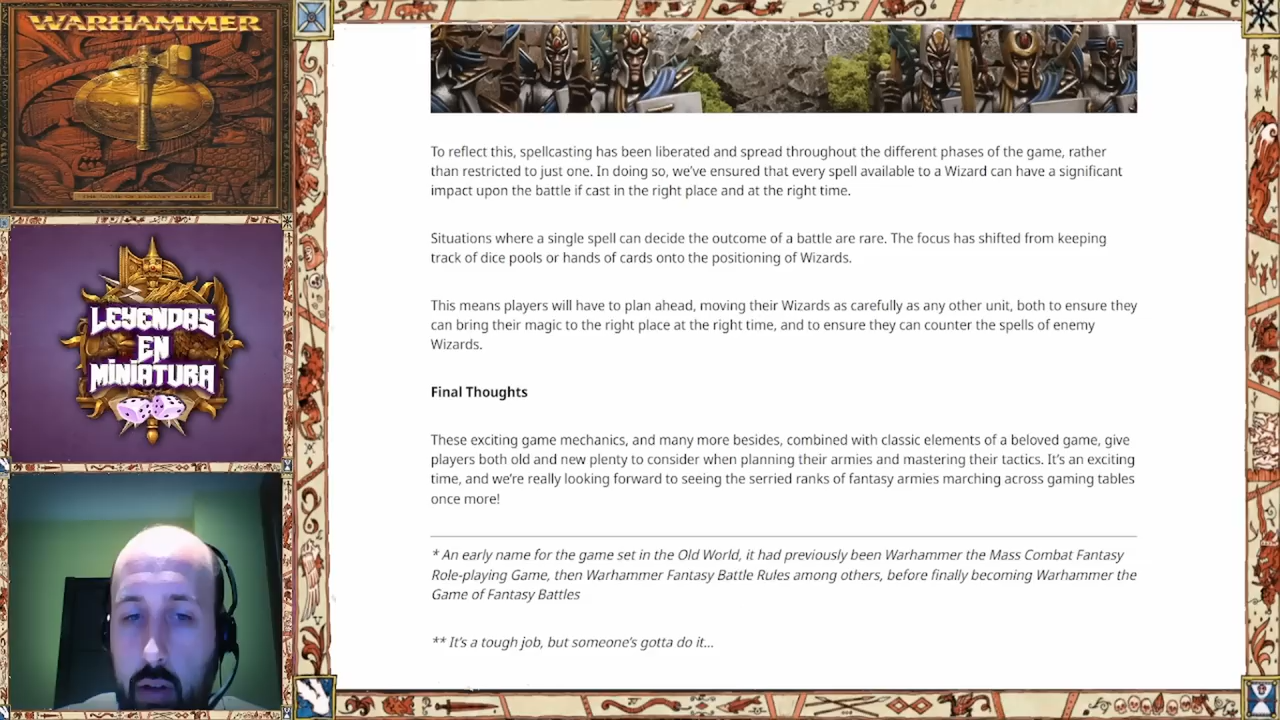 WARHAMMER
THE GAME OF FANTASY BATTLES
LEYENDAS
EN
MINIATURA
To reflect this, spellcasting has been liberated and spread throughout the different phases of the game, rather
than restricted to just one. In doing so, we’ve ensured that every spell available to a Wizard can have a significant
impact upon the battle if cast in the right place and at the right time.
Situations where a single spell can decide the outcome of a battle are rare. The focus has shifted from keeping
track of dice pools or hands of cards onto the positioning of Wizards.
This means players will have to plan ahead, moving their Wizards as carefully as any other unit, both to ensure they
can bring their magic to the right place at the right time, and to ensure they can counter the spells of enemy
Wizards.
Final Thoughts
These exciting game mechanics, and many more besides, combined with classic elements of a beloved game, give
players both old and new plenty to consider when planning their armies and mastering their tactics. It’s an exciting
time, and we’re really looking forward to seeing the serried ranks of fantasy armies marching across gaming tables
once more!
* An early name for the game set in the Old World, it had previously been Warhammer the Mass Combat Fantasy
Role-playing Game, then Warhammer Fantasy Battle Rules among others, before finally becoming Warhammer the
Game of Fantasy Battles
** It’s a tough job, but someone’s gotta do it…